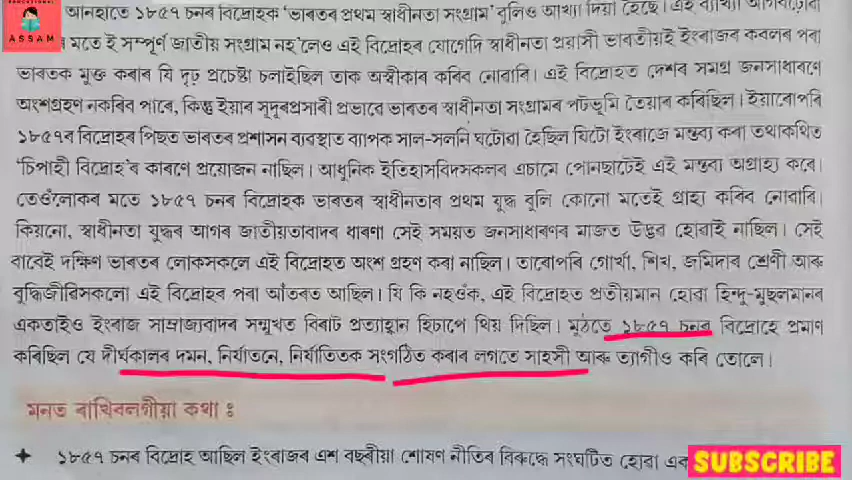 আনহাতে ১৮৫৭ চনৰ বিদ্ৰোহক 'ভাৰতৰ প্ৰথম স্বাধীনতা সংগ্ৰাম' বুলিও আখ্যা দিয়া হৈছে। এই ব্যাখ্যা আগবঢ়োৱা
ASSAM ৰ মতে ই সম্পূৰ্ণ জাতীয় সংগ্ৰাম নহ'লেও এই বিদ্ৰোহৰ যোগেদি স্বাধীনতা প্ৰয়াসী ভাৰতীয়ই ইংৰাজৰ কবলৰ পৰা
ভাৰতক মুক্ত কৰাৰ যি দৃঢ় প্ৰচেষ্টা চলাইছিল তাক অস্বীকাৰ কৰিব নোৱাৰি। এই বিদ্ৰোহত দেশৰ সমগ্ৰ জনসাধাৰণে
অংশগ্ৰহণ নকৰিব পাৰে, কিন্তু ইয়াৰ সুদূৰপ্ৰসাৰী প্ৰভাৱে ভাৰতৰ স্বাধীনতা সংগ্ৰামৰ পটভূমি তৈয়াৰ কৰিছিল। ইয়াৰোপৰি
১৮৫৭ৰ বিদ্ৰোহৰ পিছত ভাৰতৰ প্ৰশাসন ব্যৱস্থাত ব্যাপক সাল-সলনি ঘটোৱা হৈছিল যিটো ইংৰাজে মন্তব্য কৰা তথাকথিত
'চিপাহী বিদ্ৰোহ'ৰ কাৰণে প্ৰয়োজন নাছিল। আধুনিক ইতিহাসবিদসকলৰ এচামে পোনছাটেই এই মন্তব্য অগ্ৰাহ্য কৰে।
তেওঁলোকৰ মতে ১৮৫৭ চনৰ বিদ্ৰোহক ভাৰতৰ স্বাধীনতাৰ প্ৰথম যুদ্ধ বুলি কোনো মতেই গ্ৰাহ্য কৰিব নোৱাৰি।
কিয়নো, স্বাধীনতা যুদ্ধৰ আগৰ জাতীয়তাবাদৰ ধাৰণা সেই সময়ত জনসাধাৰণৰ মাজত উদ্ভৱ হোৱাই নাছিল। সেই
বাবেই দক্ষিণ ভাৰতৰ লোকসকলে এই বিদ্ৰোহত অংশ গ্ৰহণ কৰা নাছিল। তাৰোপৰি গোৰ্খা, শিখ, জমিদাৰ শ্ৰেণী আৰু
বুদ্ধিজীৱিসকলো এই বিদ্ৰোহৰ পৰা আঁতৰত আছিল। যি কি নহওঁক, এই বিদ্ৰোহত প্ৰতীয়মান হোৱা হিন্দু-মুছলমানৰ
একতাইও ইংৰাজ সাম্ৰাজ্যবাদৰ সন্মুখত বিৰাট প্ৰত্যাহ্বান হিচাপে থিয় দিছিল। মুঠতে ১৮৫৭ চনৰ বিদ্ৰোহে প্ৰমাণ
কৰিছিল যে দীৰ্ঘকালৰ দমন, নিৰ্যাতনে, নিৰ্যাতিতক সংগঠিত কৰাৰ লগতে সাহসী আৰু ত্যাগীও কৰি তোলে।
মনত ৰাখিবলগীয়া কথা :
✦ ১৮৫৭ চনৰ বিদ্ৰোহ আছিল ইংৰাজৰ এশ বছৰীয়া শোষণ নীতিৰ বিৰুদ্ধে সংঘটিত হোৱা এক
SUBSCRIBE